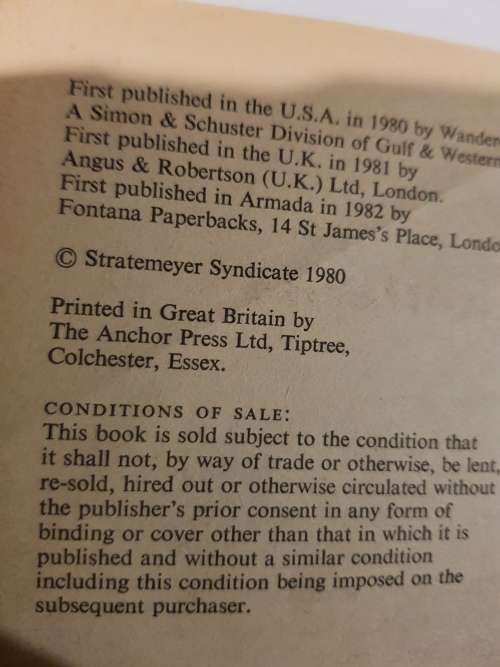 First published in the U.S.A. in 1980 by
A Simon & Schuster Division of Gulf & Western
First published in the U.K. in 1981 by
Angus & Robertson (U.K.) Ltd, London.
First published in Armada in 1982 by
Fontana Paperbacks, 14 St James's Place,
© Stratemeyer Syndicate 1980
Printed in Great Britain by
The Anchor Press Ltd, Tiptree,
Colchester, Essex.
CONDITIONS OF SALE:
This book is sold subject to the condition that
it shall not, by way of trade or otherwise, be lent,
re-sold, hired out or otherwise circulated without
the publisher's prior consent in any form of
binding or cover other than that in which it is
published and without a similar condition
including this condition being imposed on the
subsequent purchaser.